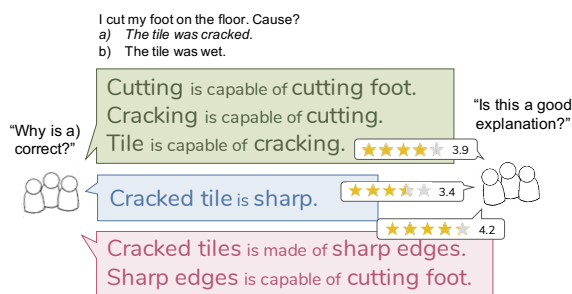 I cut my foot on the floor. Cause?
a) The tile was cracked.
b) The tile was wet.
Cutting is capable of cutting foot.
Cracking is capable of cutting.
Tile is capable of cracking.
3.9
“Why is a) correct?”
“Is this a good explanation?”
Cracked tile is sharp.
3.4
4.2
Cracked tiles is made of sharp edges.
Sharp edges is capable of cutting foot.